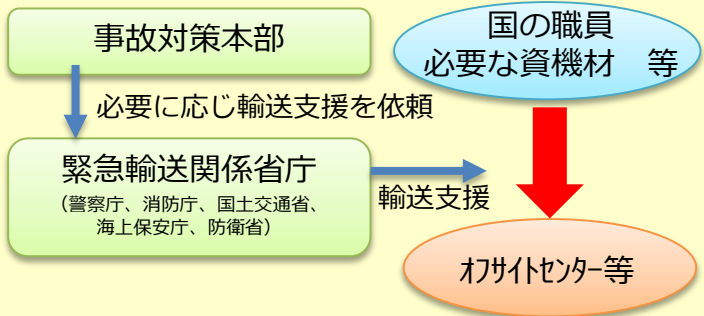 事故対策本部
必要に応じ輸送支援を依頼
緊急輸送関係省庁
（警察庁、消防庁、国土交通省、
海上保安庁、防衛省）
輸送支援
国の職員
必要な資機材　等
ｵﾌｻｲﾄｾﾝﾀｰ等